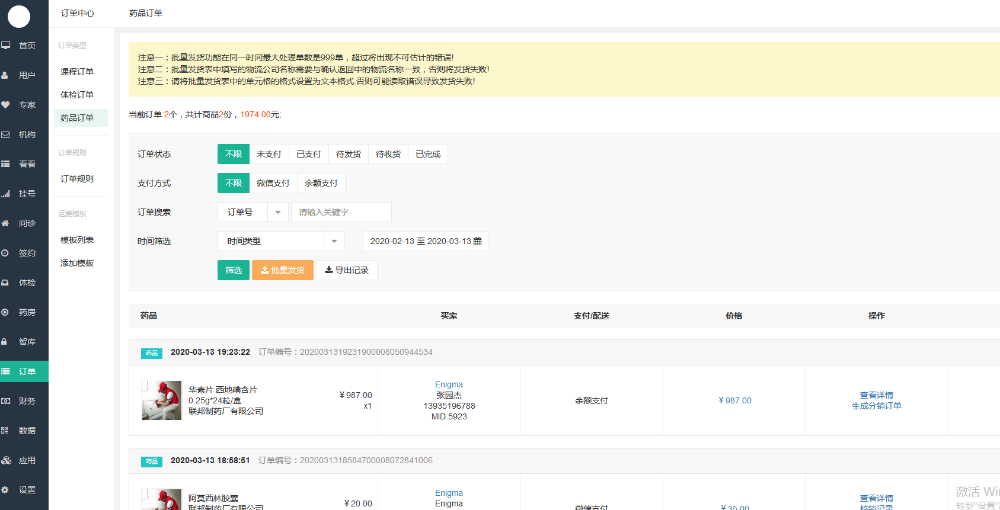 订单中心
药品订单
首页
用户
专家
机构
看看
挂号
问诊
签约
体检
药房
智库
订单
财务
数据
应用
设置
订单类型
课程订单
体检订单
药品订单
订单规则
订单规则
运费模板
模板列表
添加模板
注意一：批量发货功能在同一时间最大处理单数是999单，超过将出现不可估计的错误!
注意二：批量发货表中填写的物流公司名称需要与确认返回中的物流名称一致，否则将发货失败!
注意三：请将批量发货表中的单元格的格式设置为文本格式,否则可能读取错误导致发货失败!
当前订单:2个，共计商品2份，1974.00元;
订单状态 不限 未支付 已支付 待发货 待收货 已完成
支付方式 不限 微信支付 余额支付
订单搜索 订单号 请输入关键字
时间筛选 时间类型 2020-02-13 至 2020-03-13
筛选 批量发货 导出记录
药品 买家 支付/配送 价格 操作
药品 2020-03-13 19:23:22 订单编号：2020031319231900008050944534
华素片 西地碘含片
0.25g*24粒/盒
联邦制药厂有限公司
￥987.00
x1
Enigma
张园杰
13935196788
MID:5923
余额支付
￥987.00
查看详情
生成分销订单
药品 2020-03-13 18:58:51 订单编号：2020031318584700008072841006
阿莫西林胶囊
联邦制药厂有限公司
￥20.00
Enigma
Enigma
微信支付
￥35.00
查看详情
核销记录
激活 Win
转到"设置"